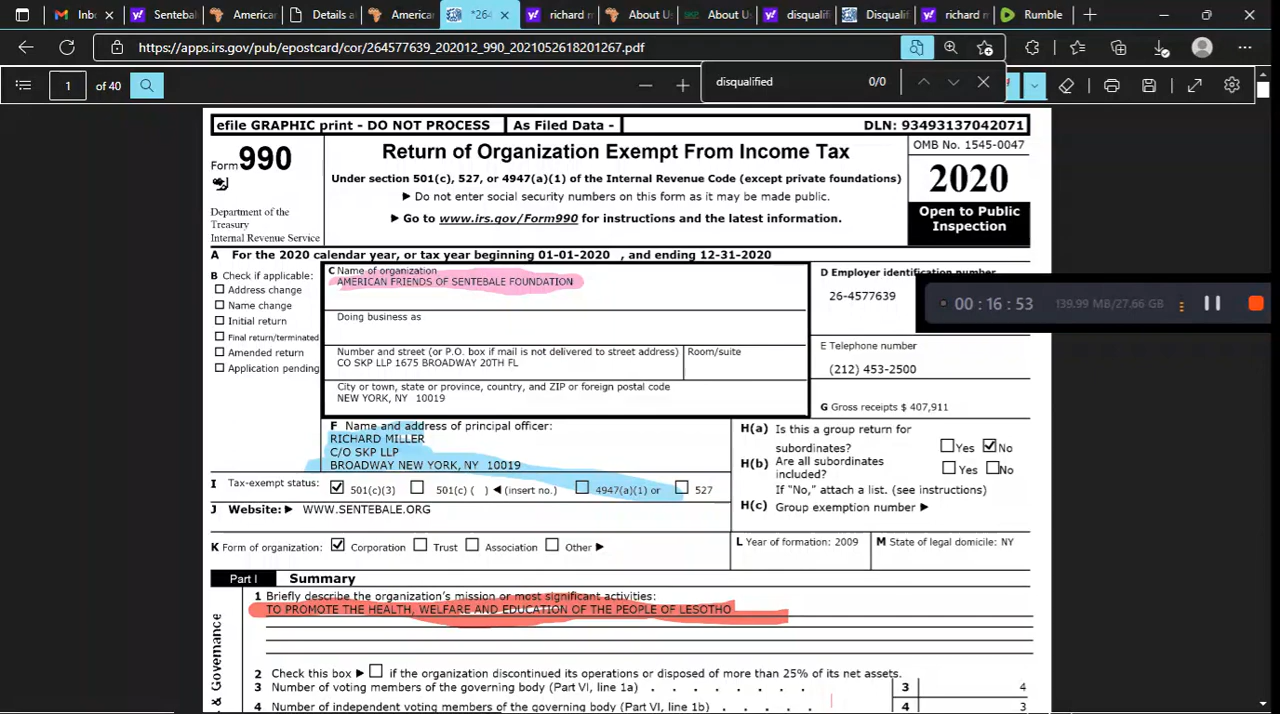 Inb
Sentebal
American
Details a
American
*264
richard m
About Us
About Us
disqualifi
Disqualif
richard m
Rumble
https://apps.irs.gov/pub/epostcard/cor/264577639_202012_990_2021052618201267.pdf
1 of 40
disqualified 0/0
efile GRAPHIC print - DO NOT PROCESS As Filed Data - DLN: 93493137042071
Form 990
Department of the
Treasury
Internal Revenue Service
Return of Organization Exempt From Income Tax
Under section 501(c), 527, or 4947(a)(1) of the Internal Revenue Code (except private foundations)
▶ Do not enter social security numbers on this form as it may be made public.
▶ Go to www.irs.gov/Form990 for instructions and the latest information.
OMB No. 1545-0047
2020
Open to Public
Inspection
A For the 2020 calendar year, or tax year beginning 01-01-2020 , and ending 12-31-2020
B Check if applicable:
Address change
Name change
Initial return
Final return/terminated
Amended return
Application pending
C Name of organization
AMERICAN FRIENDS OF SENTEBALE FOUNDATION
Doing business as
Number and street (or P.O. box if mail is not delivered to street address) Room/suite
CO SKP LLP 1675 BROADWAY 20TH FL
City or town, state or province, country, and ZIP or foreign postal code
NEW YORK, NY 10019
D Employer identification number
26-4577639
00:16:53 139.99 MB/27.66 GB
E Telephone number
(212) 453-2500
G Gross receipts $ 407,911
F Name and address of principal officer:
RICHARD MILLER
C/O SKP LLP
BROADWAY NEW YORK, NY 10019
H(a) Is this a group return for
subordinates? Yes No
H(b) Are all subordinates
included? Yes No
If "No," attach a list. (see instructions)
H(c) Group exemption number ▶
I Tax-exempt status: 501(c)(3) 501(c) ( ) ◀ (insert no.) 4947(a)(1) or 527
J Website: ▶ WWW.SENTEBALE.ORG
K Form of organization: Corporation Trust Association Other ▶
L Year of formation: 2009
M State of legal domicile: NY
Part I Summary
& Governance
1 Briefly describe the organization's mission or most significant activities:
TO PROMOTE THE HEALTH, WELFARE AND EDUCATION OF THE PEOPLE OF LESOTHO
2 Check this box ▶ if the organization discontinued its operations or disposed of more than 25% of its net assets.
3 Number of voting members of the governing body (Part VI, line 1a) . . . . . . . . 3 4
4 Number of independent voting members of the governing body (Part VI, line 1b) . . . . . 4 3